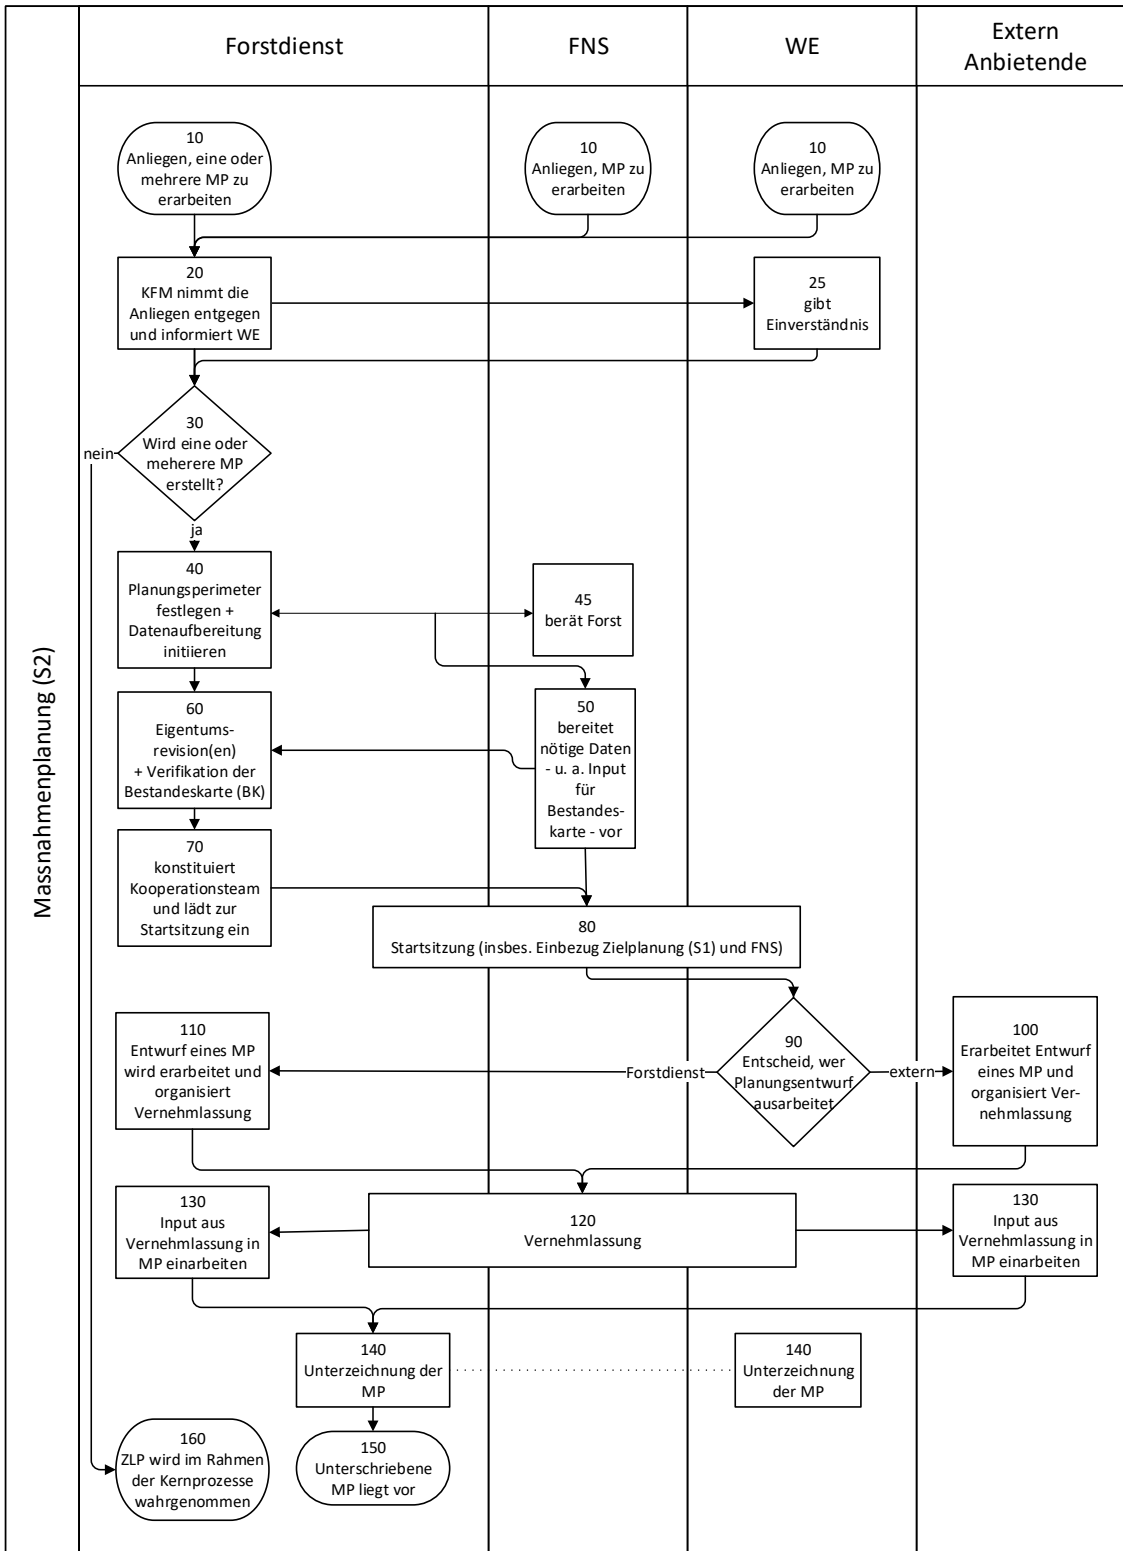 Massnahmenplanung (S2)
Forstdienst
FNS
WE
Extern
Anbietende
10
Anliegen, eine oder
mehrere MP zu
erarbeiten
10
Anliegen, MP zu
erarbeiten
10
Anliegen, MP zu
erarbeiten
20
KFM nimmt die
Anliegen entgegen
und informiert WE
25
gibt
Einverständnis
30
Wird eine oder
meherere MP
erstellt?
nein
ja
40
Planungsperimeter
festlegen +
Datenaufbereitung
initiieren
45
berät Forst
60
Eigentums-
revision(en)
+ Verifikation der
Bestandeskarte (BK)
50
bereitet
nötige Daten
- u. a. Input
für
Bestandes-
karte - vor
70
konstituiert
Kooperationsteam
und lädt zur
Startsitzung ein
80
Startsitzung (insbes. Einbezug Zielplanung (S1) und FNS)
110
Entwurf eines MP
wird erarbeitet und
organisiert
Vernehmlassung
Forstdienst
90
Entscheid, wer
Planungsentwurf
ausarbeitet
extern
100
Erarbeitet Entwurf
eines MP und
organisiert Ver-
nehmlassung
130
Input aus
Vernehmlassung in
MP einarbeiten
120
Vernehmlassung
130
Input aus
Vernehmlassung in
MP einarbeiten
140
Unterzeichnung der
MP
140
Unterzeichnung
der MP
160
ZLP wird im Rahmen
der Kernprozesse
wahrgenommen
150
Unterschriebene
MP liegt vor